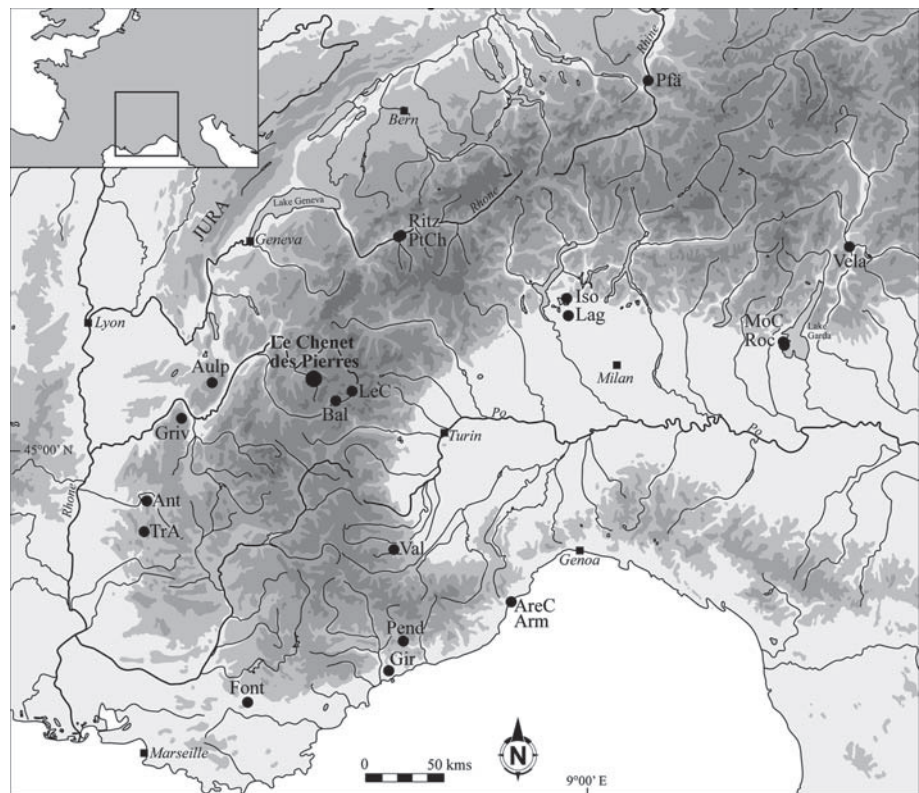 Rhine
Pfä
Bern
JURA
Lake Geneva
Rhone
Ritz
PtCh
Geneva
Vela
Iso
Lag
Lyon
MoC
Roc
Lake
Garda
Le Chenet
des Pierres
Milan
Aulp
LeC
Bal
Po
Griv
Turin
Po
45°00' N
Rhone
Ant
TrA
Val
Genoa
AreC
Arm
Pend
Gir
Font
Marseille
0
50 kms
N
9°00' E